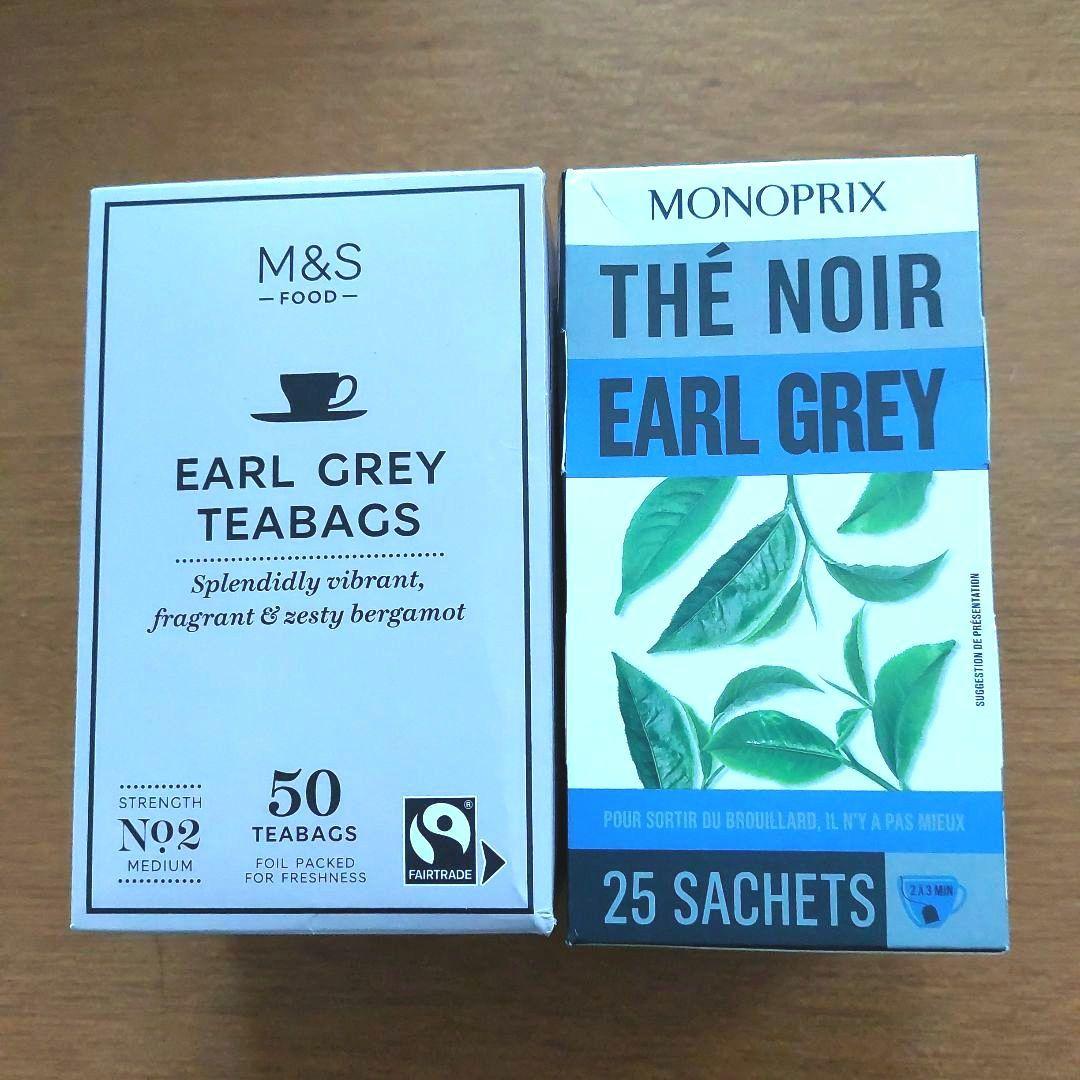 M&S
FOOD
EARL GREY
TEABAGS
Splendidly vibrant,
fragrant & zesty bergamot
STRENGTH
Nº2
MEDIUM
50
TEABAGS
FOIL PACKED
FOR FRESHNESS
®
FAIRTRADE
MONOPRIX
THÉ NOIR
EARL GREY
SUGGESTION DE PRÉSENTATION
POUR SORTIR DU BROUILLARD, IL N'Y A PAS MIEUX
25 SACHETS
2 À 3 MIN